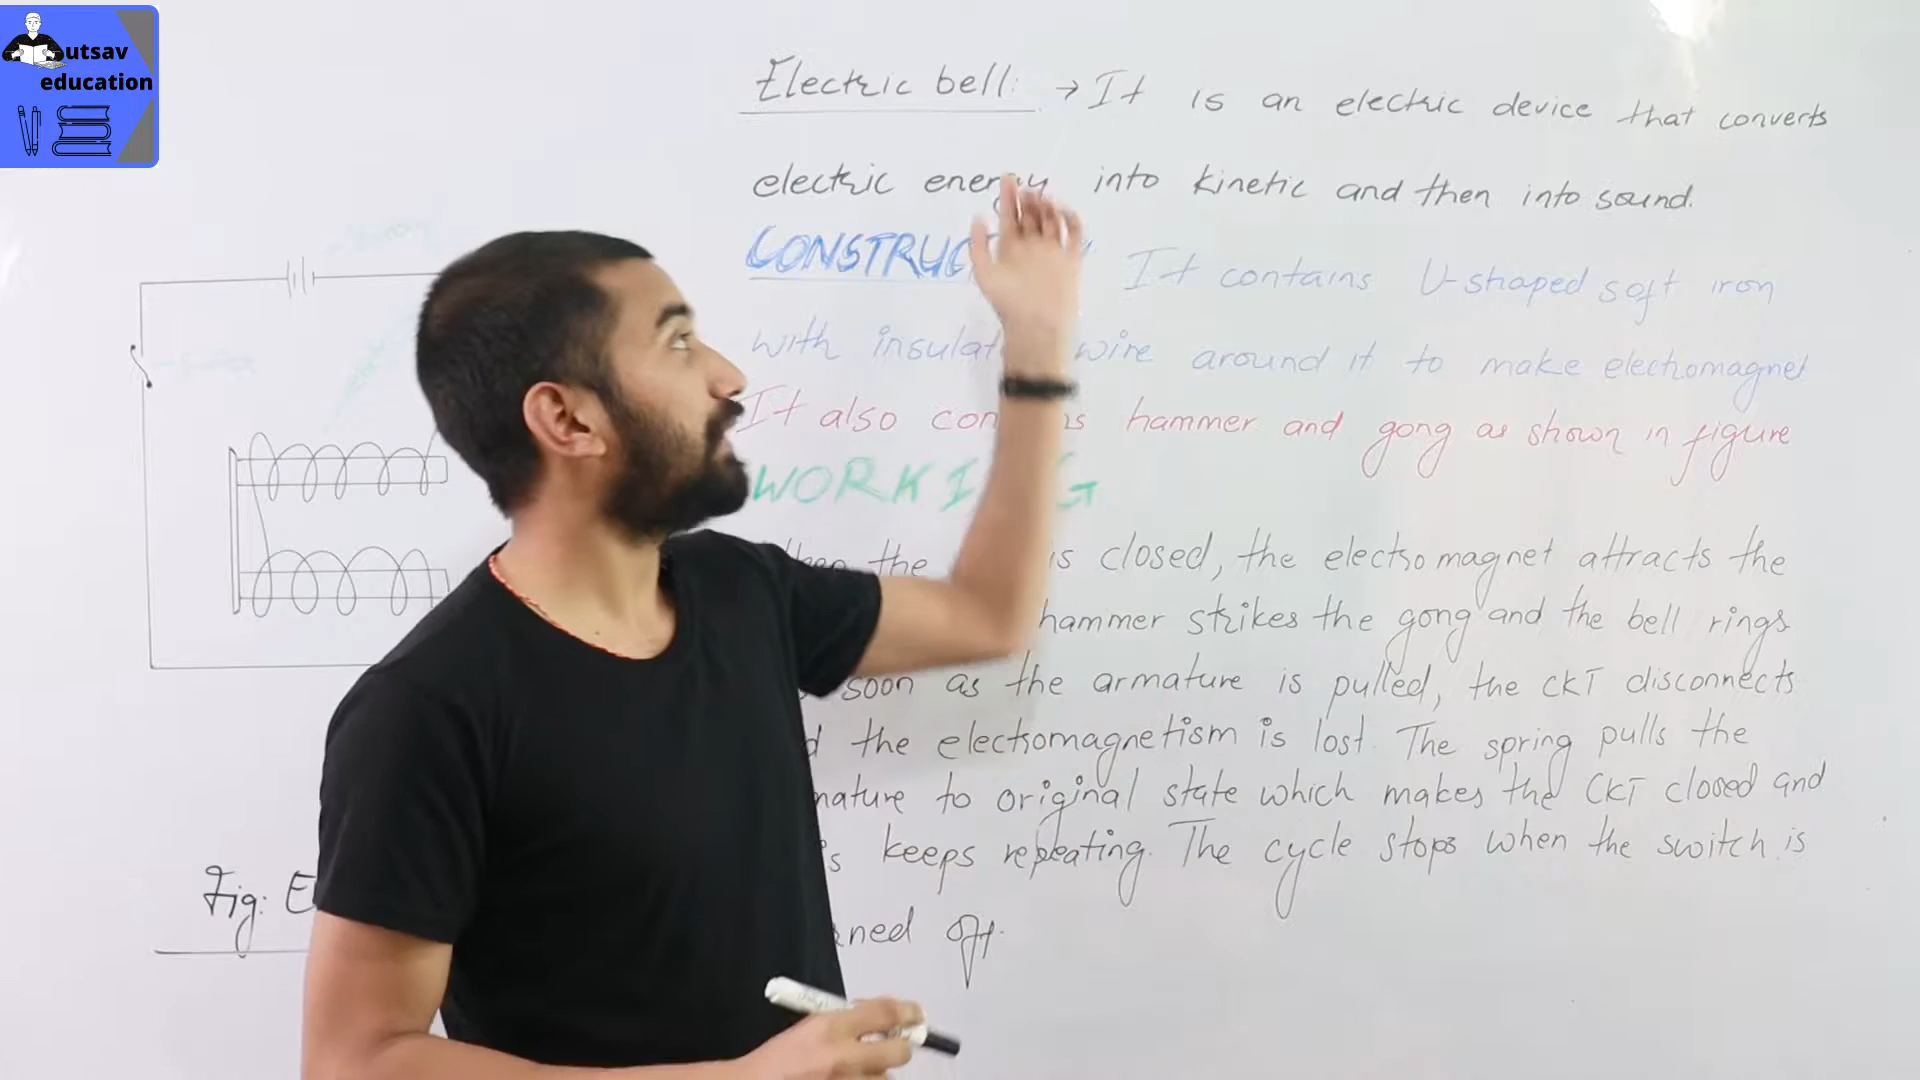 utsav
education
Electric bell: → It is an electric device that converts
electric energy into kinetic and then into sound.
It contains U-shaped soft iron
with wire around it to make electromagnet
It also hammer and gong as shown in figure
the is closed, the electromagnet attracts the
hammer strikes the gong and the bell rings
soon as the armature is pulled, the CKT disconnects
the electromagnetism is lost. The spring pulls the
to original state which makes the CKT closed and
keeps repeating. The cycle stops when the switch is
off.
Fig: